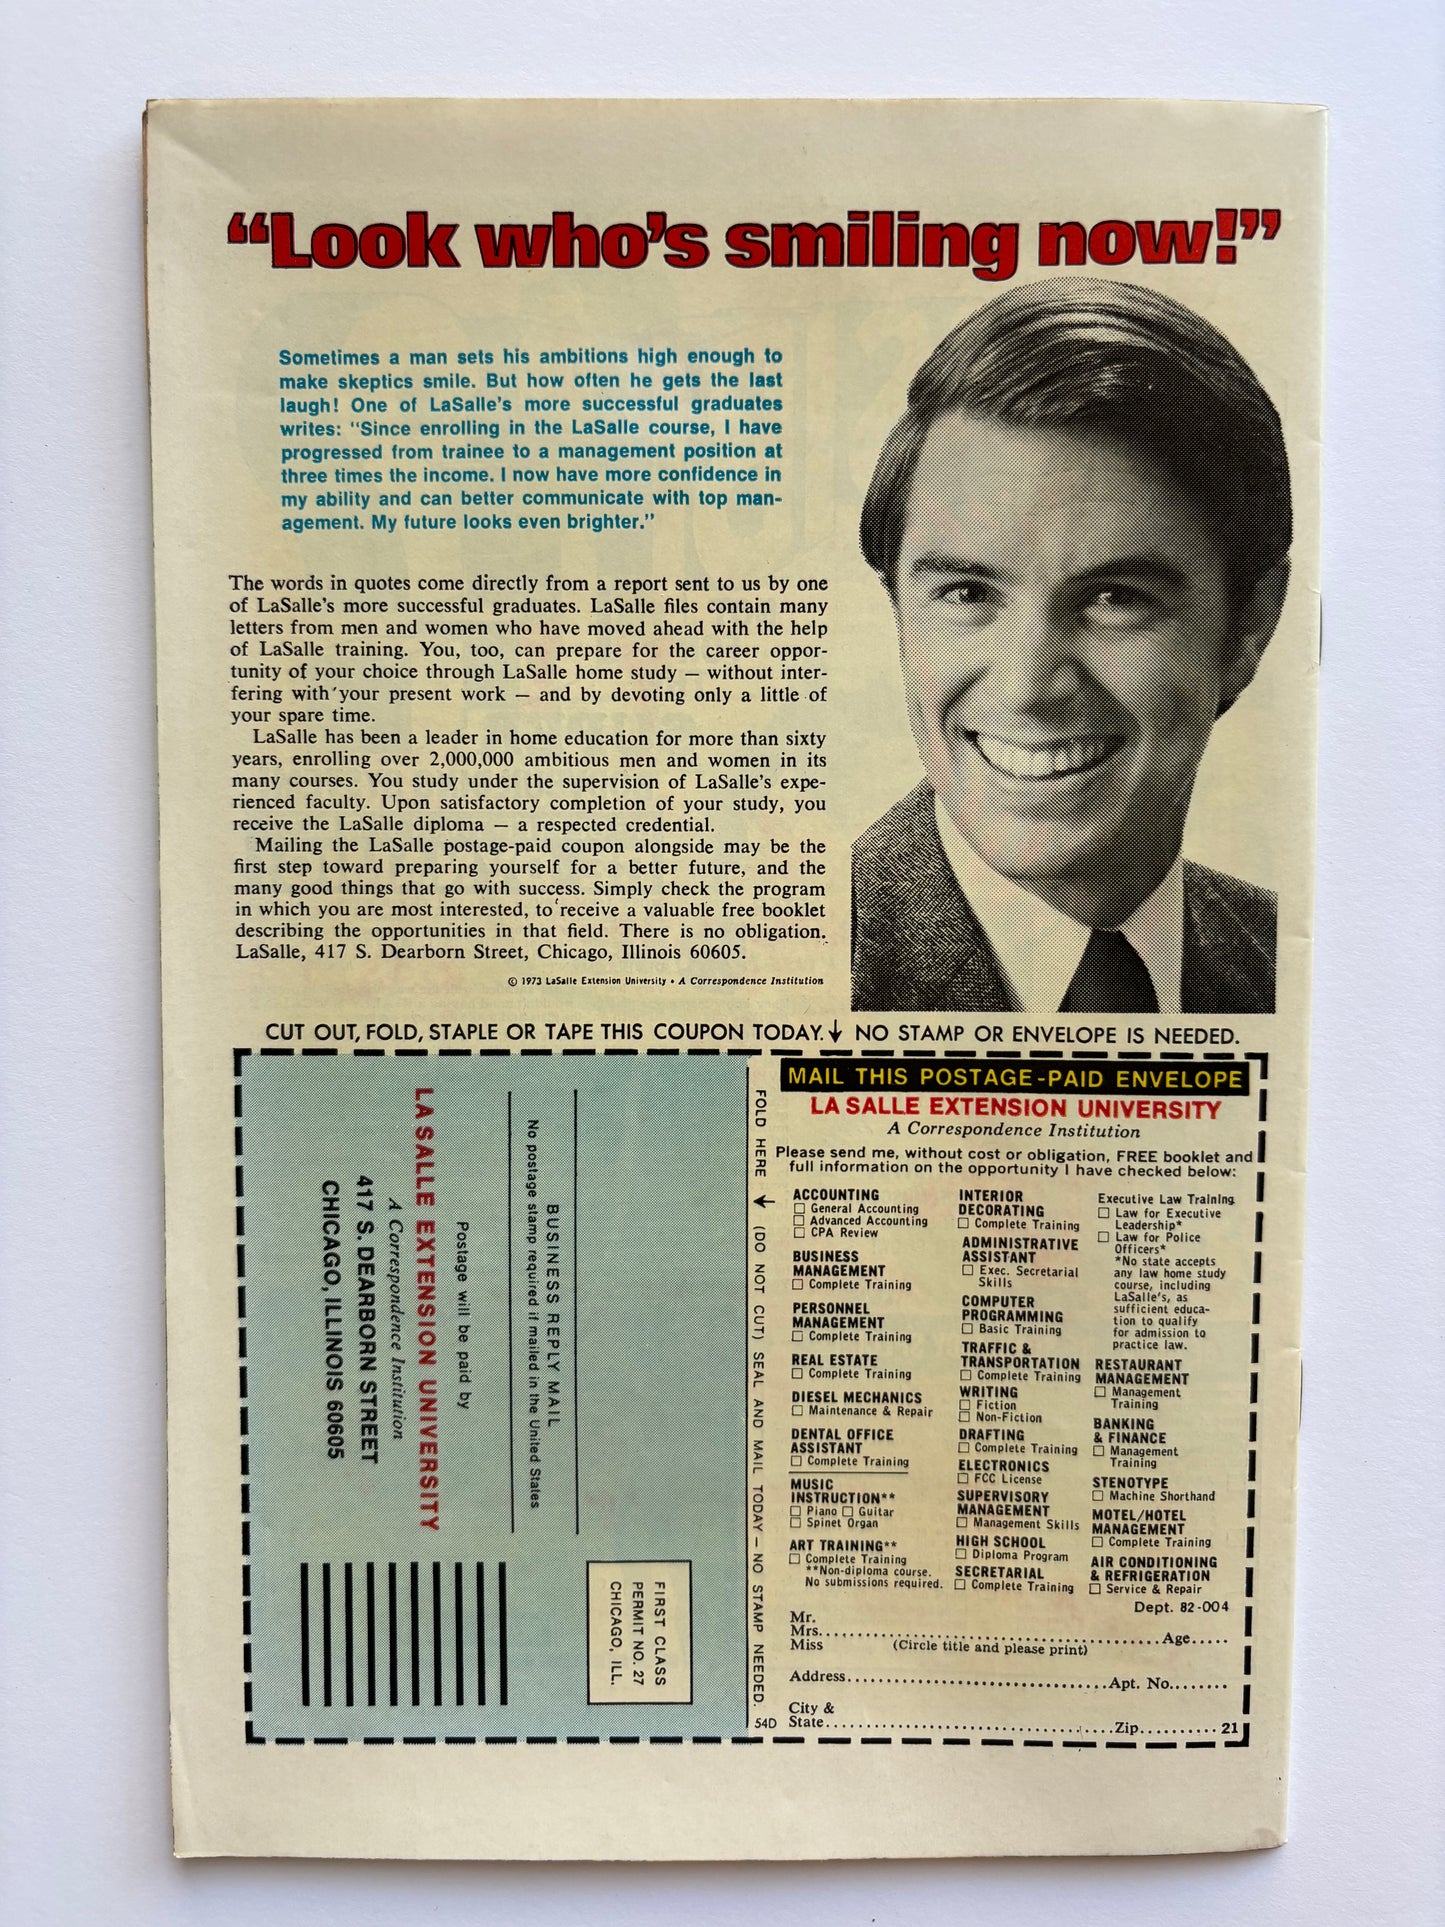 “Look who’s smiling now!”
Sometimes a man sets his ambitions high enough to
make skeptics smile. But how often he gets the last
laugh! One of LaSalle’s more successful graduates
writes: “Since enrolling in the LaSalle course, I have
progressed from trainee to a management position at
three times the income. I now have more confidence in
my ability and can better communicate with top man-
agement. My future looks even brighter.”
The words in quotes come directly from a report sent to us by one
of LaSalle’s more successful graduates. LaSalle files contain many
letters from men and women who have moved ahead with the help
of LaSalle training. You, too, can prepare for the career oppor-
tunity of your choice through LaSalle home study — without inter-
fering with your present work — and by devoting only a little of
your spare time.
LaSalle has been a leader in home education for more than sixty
years, enrolling over 2,000,000 ambitious men and women in its
many courses. You study under the supervision of LaSalle’s expe-
rienced faculty. Upon satisfactory completion of your study, you
receive the LaSalle diploma — a respected credential.
Mailing the LaSalle postage-paid coupon alongside may be the
first step toward preparing yourself for a better future, and the
many good things that go with success. Simply check the program
in which you are most interested, to receive a valuable free booklet
describing the opportunities in that field. There is no obligation.
LaSalle, 417 S. Dearborn Street, Chicago, Illinois 60605.
© 1973 LaSalle Extension University • A Correspondence Institution
CUT OUT, FOLD, STAPLE OR TAPE THIS COUPON TODAY.↓ NO STAMP OR ENVELOPE IS NEEDED.
FIRST CLASS
PERMIT NO. 27
CHICAGO, ILL.
BUSINESS REPLY MAIL
No postage stamp required if mailed in the United States
Postage will be paid by
LA SALLE EXTENSION UNIVERSITY
A Correspondence Institution
417 S. DEARBORN STREET
CHICAGO, ILLINOIS 60605
FOLD HERE ← (DO NOT CUT) SEAL AND MAIL TODAY — NO STAMP NEEDED.
54D
MAIL THIS POSTAGE-PAID ENVELOPE
LA SALLE EXTENSION UNIVERSITY
A Correspondence Institution
Please send me, without cost or obligation, FREE booklet and
full information on the opportunity I have checked below:
ACCOUNTING
☐ General Accounting
☐ Advanced Accounting
☐ CPA Review
BUSINESS
MANAGEMENT
☐ Complete Training
PERSONNEL
MANAGEMENT
☐ Complete Training
REAL ESTATE
☐ Complete Training
DIESEL MECHANICS
☐ Maintenance & Repair
DENTAL OFFICE
ASSISTANT
☐ Complete Training
MUSIC
INSTRUCTION**
☐ Piano ☐ Guitar
☐ Spinet Organ
ART TRAINING**
☐ Complete Training
**Non-diploma course.
No submissions required.
INTERIOR
DECORATING
☐ Complete Training
ADMINISTRATIVE
ASSISTANT
☐ Exec. Secretarial
Skills
COMPUTER
PROGRAMMING
☐ Basic Training
TRAFFIC &
TRANSPORTATION
☐ Complete Training
WRITING
☐ Fiction
☐ Non-Fiction
DRAFTING
☐ Complete Training
ELECTRONICS
☐ FCC License
SUPERVISORY
MANAGEMENT
☐ Management Skills
HIGH SCHOOL
☐ Diploma Program
SECRETARIAL
☐ Complete Training
Executive Law Training
☐ Law for Executive
Leadership*
☐ Law for Police
Officers*
*No state accepts
any law home study
course, including
LaSalle’s, as
sufficient educa-
tion to qualify
for admission to
practice law.
RESTAURANT
MANAGEMENT
☐ Management
Training
BANKING
& FINANCE
☐ Management
Training
STENOTYPE
☐ Machine Shorthand
MOTEL/HOTEL
MANAGEMENT
☐ Complete Training
AIR CONDITIONING
& REFRIGERATION
☐ Service & Repair
Dept. 82-004
Mr.
Mrs. Age
Miss (Circle title and please print)
Address Apt. No.
City &
State Zip 21